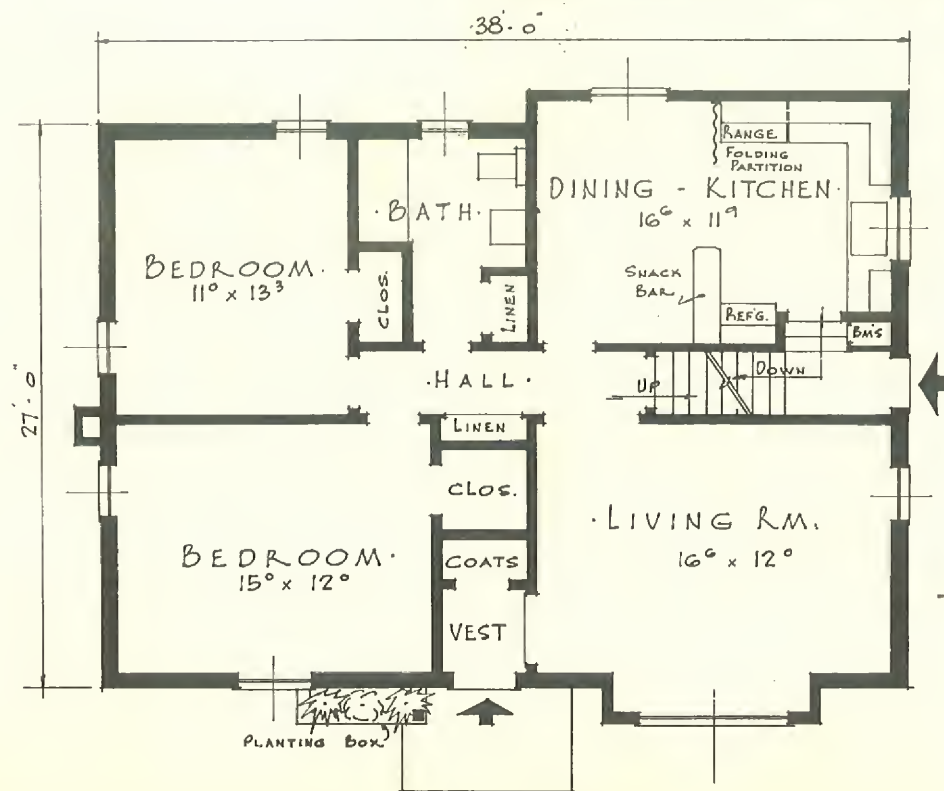 38'-0"
RANGE
FOLDING
PARTITION
DINING - KITCHEN
16⁶ x 11⁹
BATH
BEDROOM
11⁰ x 13³
CLOS.
LINEN
SNACK
BAR
REF'G.
BM'S
HALL
UP
DOWN
27'-0"
LINEN
CLOS.
LIVING RM.
16⁶ x 12⁰
BEDROOM
15⁰ x 12⁰
COATS
VEST
PLANTING BOX